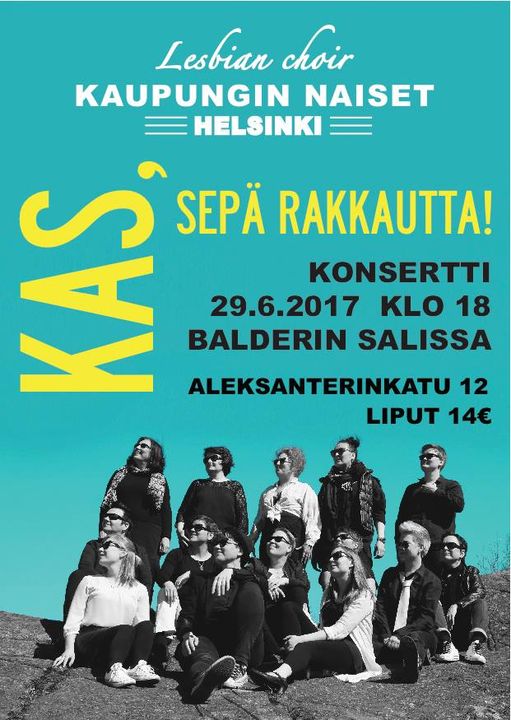 Lesbian choir
KAUPUNGIN NAISET
HELSINKI
KAS,
SEPÄ RAKKAUTTA!
KONSERTTI
29.6.2017 KLO 18
BALDERIN SALISSA
ALEKSANTERINKATU 12
LIPUT 14€